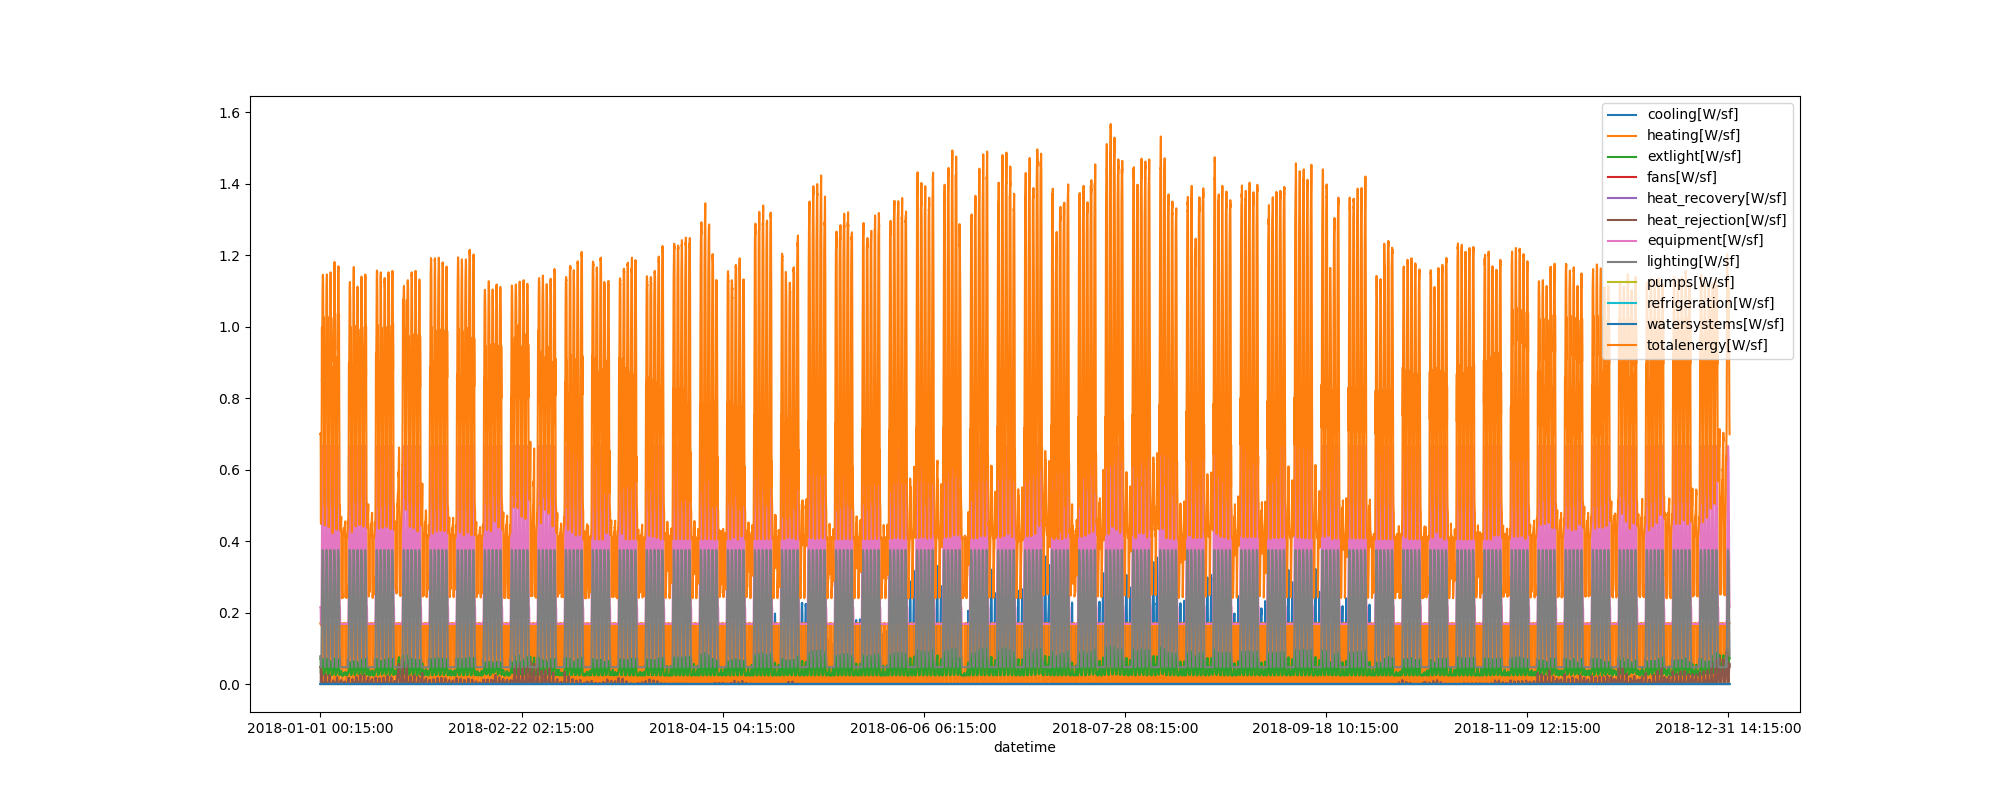 1.6
1.4
1.2
1.0
0.8
0.6
0.4
0.2
0.0
cooling[W/sf]
heating[W/sf]
extlight[W/sf]
fans[W/sf]
heat_recovery[W/sf]
heat_rejection[W/sf]
equipment[W/sf]
lighting[W/sf]
pumps[W/sf]
refrigeration[W/sf]
watersystems[W/sf]
totalenergy[W/sf]
2018-01-01 00:15:00 2018-02-22 02:15:00 2018-04-15 04:15:00 2018-06-06 06:15:00 2018-07-28 08:15:00 2018-09-18 10:15:00 2018-11-09 12:15:00 2018-12-31 14:15:00
datetime